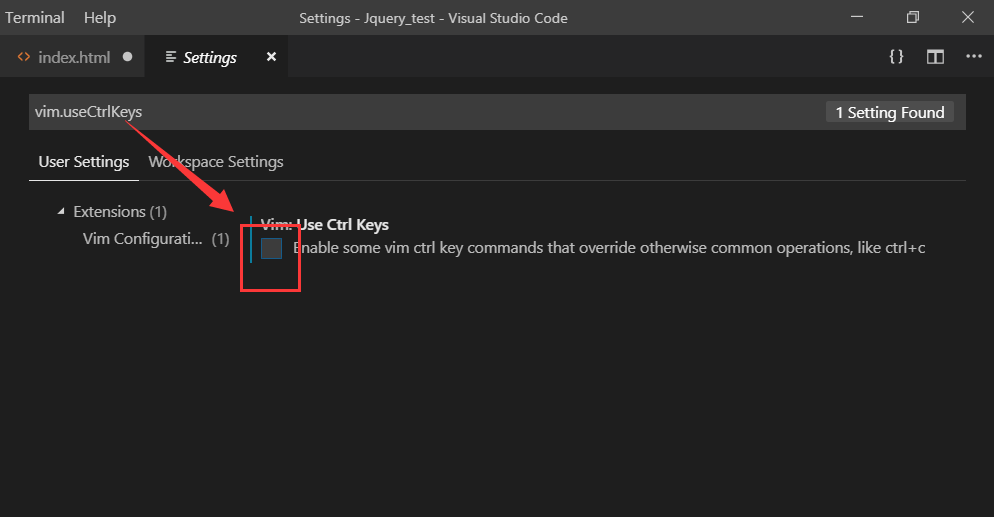 Terminal Help Settings - Jquery_test - Visual Studio Code
index.html Settings
vim.useCtrlKeys 1 Setting Found
User Settings Workspace Settings
Extensions (1)
Vim: Use Ctrl Keys
Vim Configurati... (1)
Enable some vim ctrl key commands that override otherwise common operations, like ctrl+c